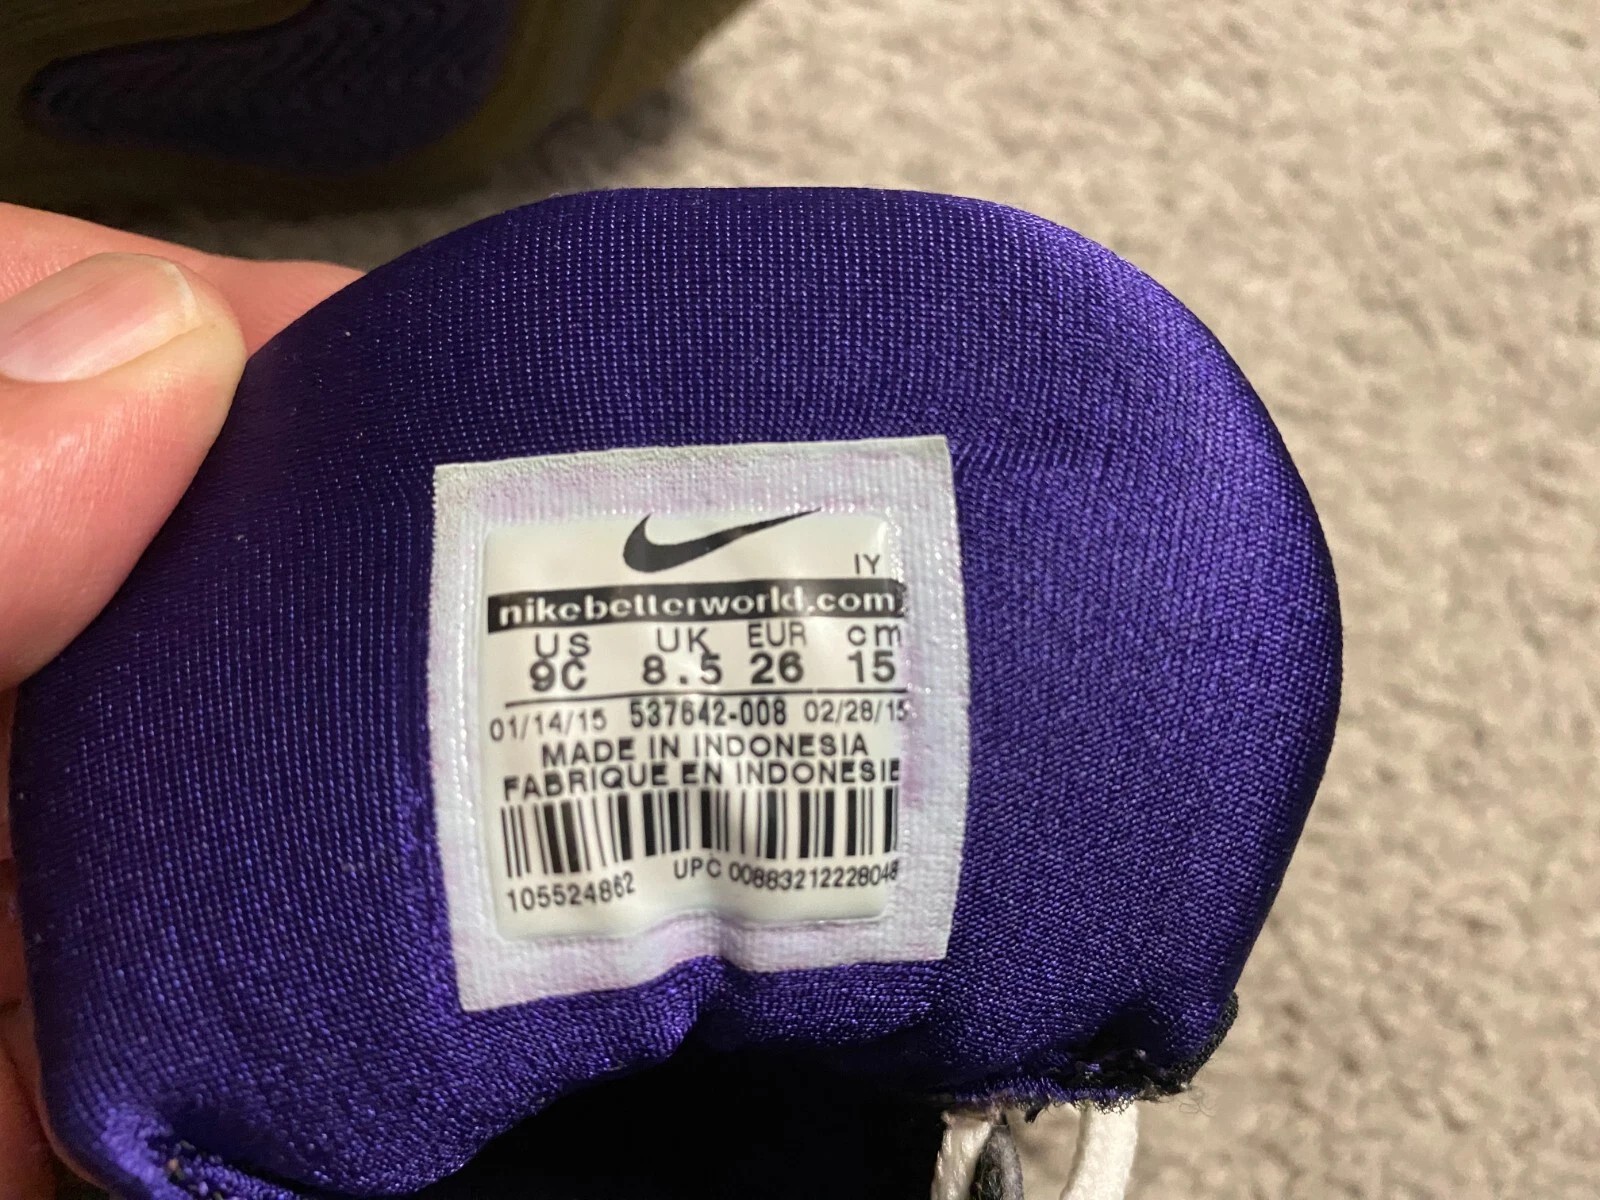 IY
nikebetterworld.com
US UK EUR cm
9C 8.5 26 15
01/14/15 537642-008 02/28/15
MADE IN INDONESIA
FABRIQUE EN INDONESIE
105524862 UPC 00883212228048